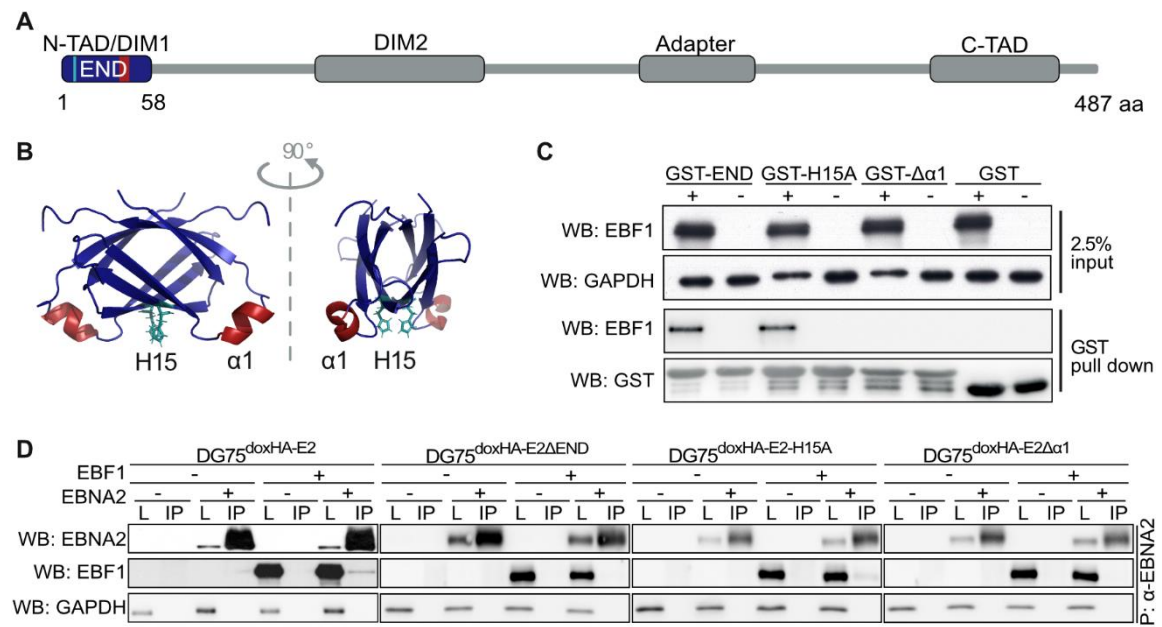 A
N-TAD/DIM1 DIM2 Adapter C-TAD
END
1 58 487 aa
B
90°
H15 α1 α1 H15
C
GST-END GST-H15A GST-Δα1 GST
+ - + - + - + -
WB: EBF1
WB: GAPDH
2.5% input
WB: EBF1
WB: GST
GST pull down
D
DG75doxHA-E2 DG75doxHA-E2ΔEND DG75doxHA-E2-H15A DG75doxHA-E2Δα1
EBF1 - + - + - + - +
EBNA2 - + - + - + - + - + - + - + - +
L IP L IP L IP L IP L IP L IP L IP L IP L IP L IP L IP L IP L IP L IP L IP L IP
WB: EBNA2
WB: EBF1
WB: GAPDH
P: α-EBNA2